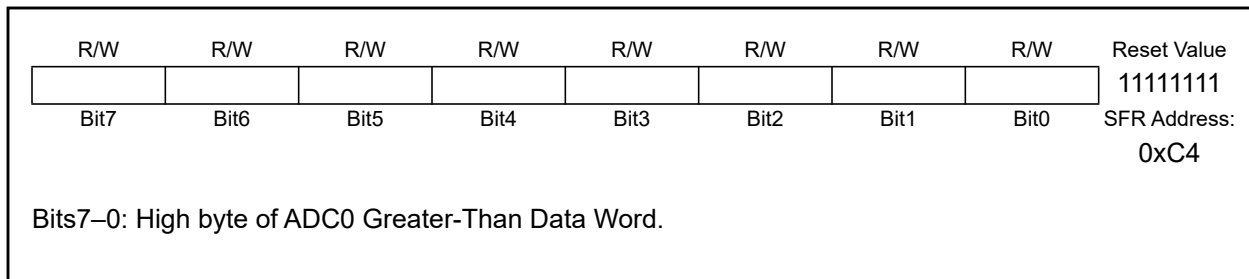 R/W R/W R/W R/W R/W R/W R/W R/W Reset Value
11111111
Bit7 Bit6 Bit5 Bit4 Bit3 Bit2 Bit1 Bit0 SFR Address:
0xC4
Bits7–0: High byte of ADC0 Greater-Than Data Word.